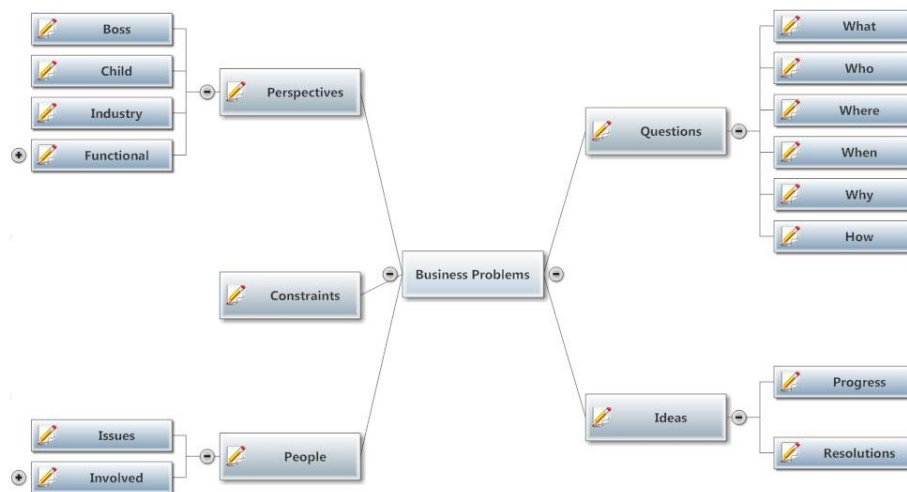 Boss
Child
Industry
Functional
Perspectives
Constraints
Issues
Involved
People
Business Problems
Questions
What
Who
Where
When
Why
How
Ideas
Progress
Resolutions